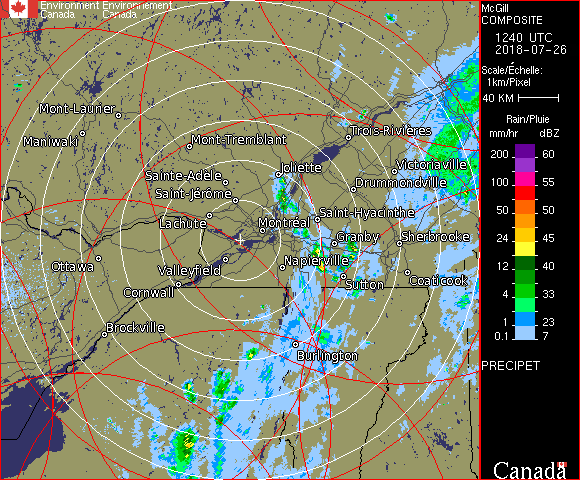 Environment Environnement
Canada Canada
McGill
COMPOSITE
1240 UTC
2018-07-26
Scale/Échelle:
1km/Pixel
40 KM
Rain/Pluie
mm/hr dBZ
200 60
100 55
50 50
24 45
12 40
4 33
1 23
0.1 7
PRECIPET
Canada
Mont-Laurier
Maniwaki
Mont-Tremblant
Trois-Rivières
Sainte-Adèle
Joliette
Victoriaville
Saint-Jérôme
Drummondville
Lachute
Montréal
Saint-Hyacinthe
Granby
Sherbrooke
Ottawa
Valleyfield
Napierville
Cornwall
Sutton
Coaticook
Brockville
Burlington